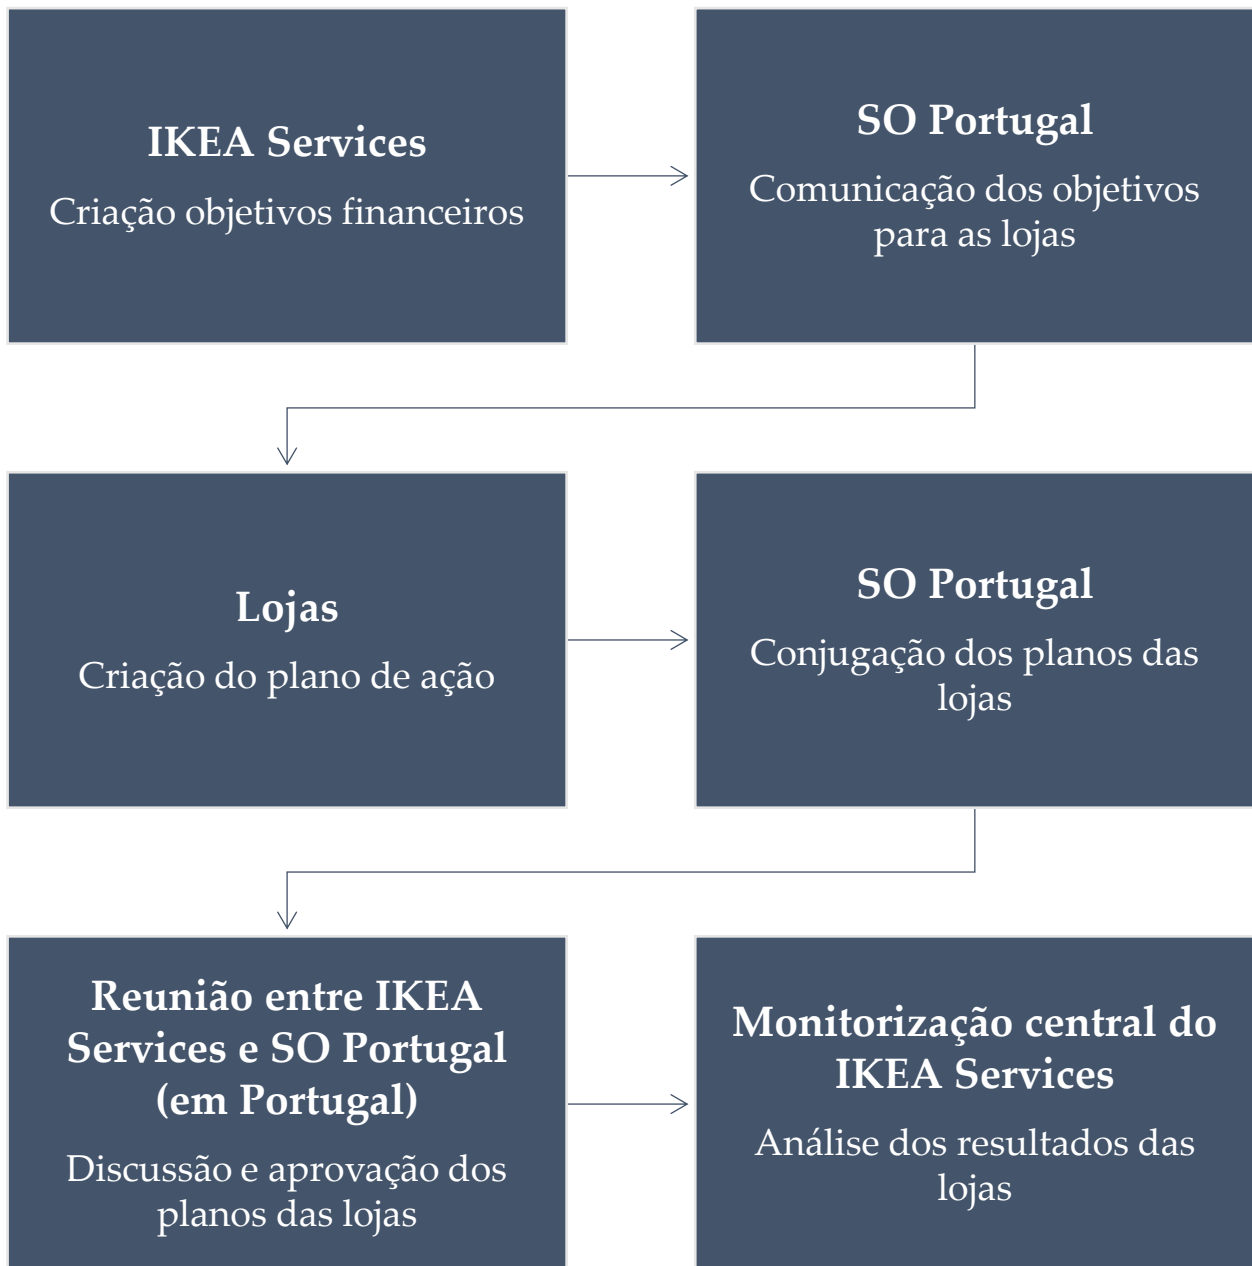 IKEA Services
Criação objetivos financeiros
SO Portugal
Comunicação dos objetivos
para as lojas
Lojas
Criação do plano de ação
SO Portugal
Conjugação dos planos das
lojas
Reunião entre IKEA
Services e SO Portugal
(em Portugal)
Discussão e aprovação dos
planos das lojas
Monitorização central do
IKEA Services
Análise dos resultados das
lojas